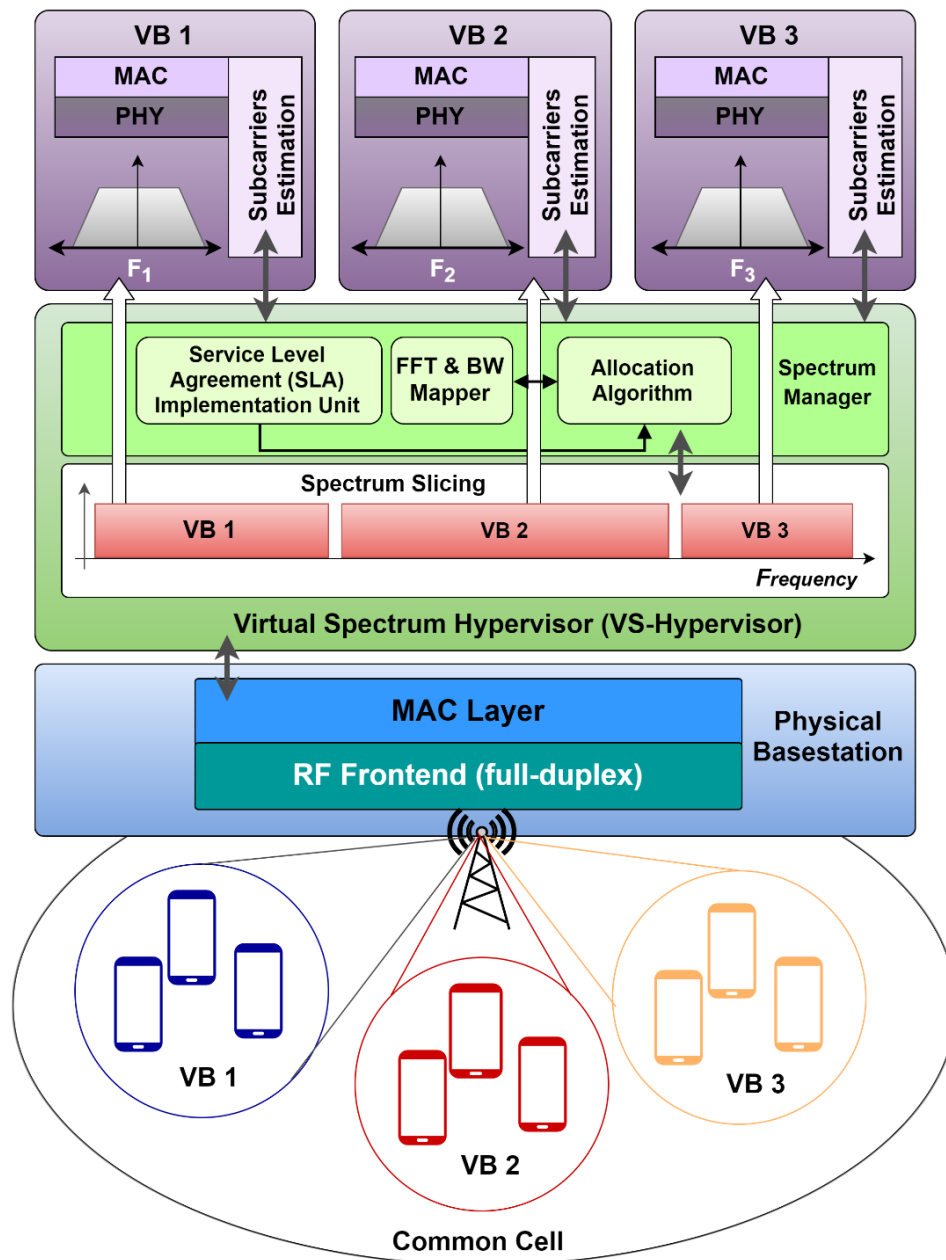 VB 1
MAC
PHY
Subcarriers
Estimation
F1
VB 2
MAC
PHY
Subcarriers
Estimation
F2
VB 3
MAC
PHY
Subcarriers
Estimation
F3
Service Level
Agreement (SLA)
Implementation Unit
FFT & BW
Mapper
Allocation
Algorithm
Spectrum
Manager
Spectrum Slicing
VB 1
VB 2
VB 3
Frequency
Virtual Spectrum Hypervisor (VS-Hypervisor)
MAC Layer
RF Frontend (full-duplex)
Physical
Basestation
VB 1
VB 2
VB 3
Common Cell